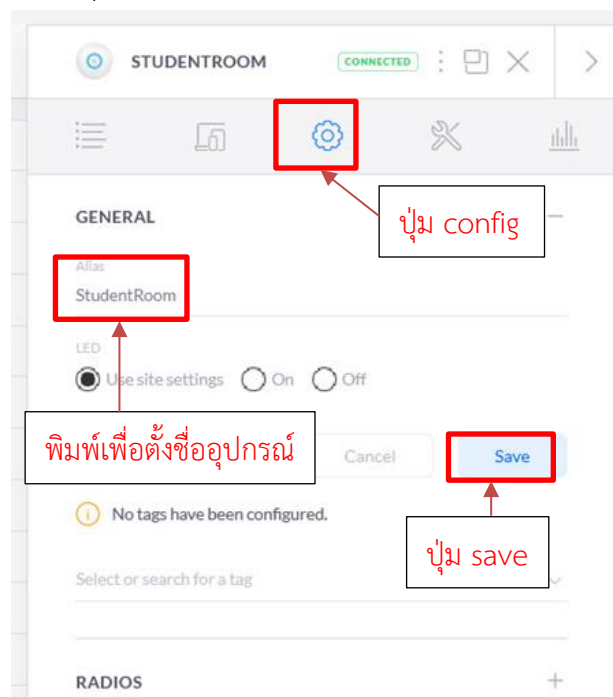 STUDENTROOM CONNECTED
ปุ่ม config
GENERAL
Alias
StudentRoom
LED
Use site settings On Off
พิมพ์เพื่อตั้งชื่ออุปกรณ์
Cancel Save
No tags have been configured.
ปุ่ม save
Select or search for a tag
RADIOS